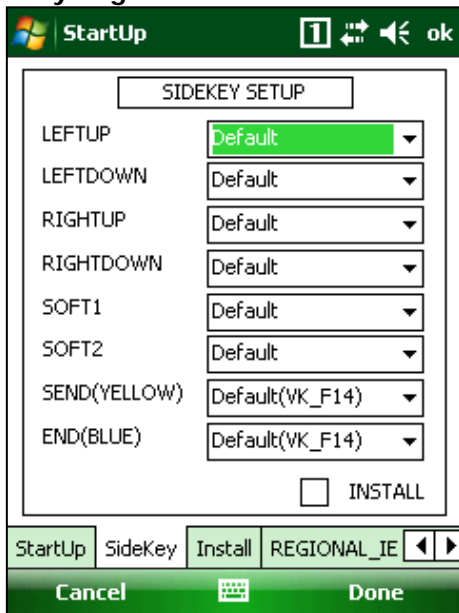 StartUp 1 ok
SIDEKEY SETUP
LEFTUP Default
LEFTDOWN Default
RIGHTUP Default
RIGHTDOWN Default
SOFT1 Default
SOFT2 Default
SEND(YELLOW) Default(VK_F14)
END(BLUE) Default(VK_F14)
INSTALL
StartUp SideKey Install REGIONAL_IE
Cancel Done